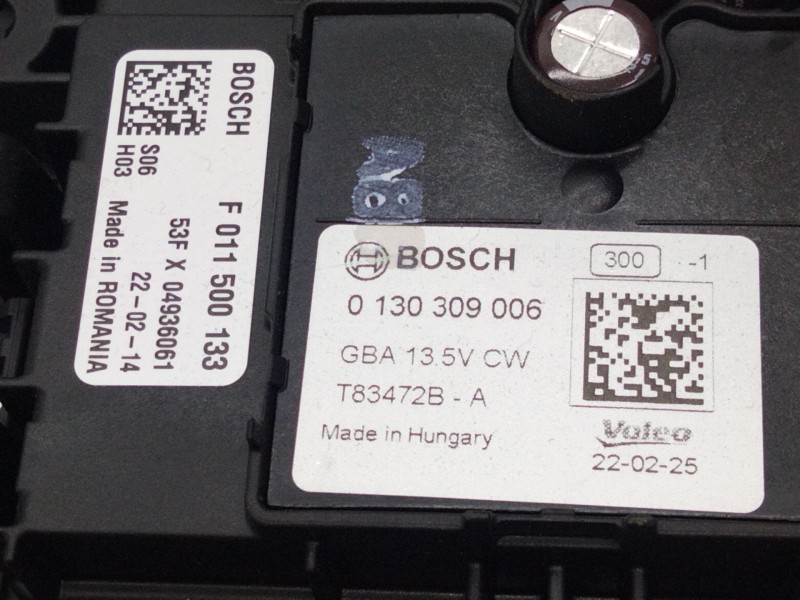 BOSCH
F 011 500 133
53F X 04936061
22-02-14
S06
H03
Made in ROMANIA
BOSCH
300 -1
0 130 309 006
GBA 13.5V CW
T83472B - A
Made in Hungary
Valeo
22-02-25